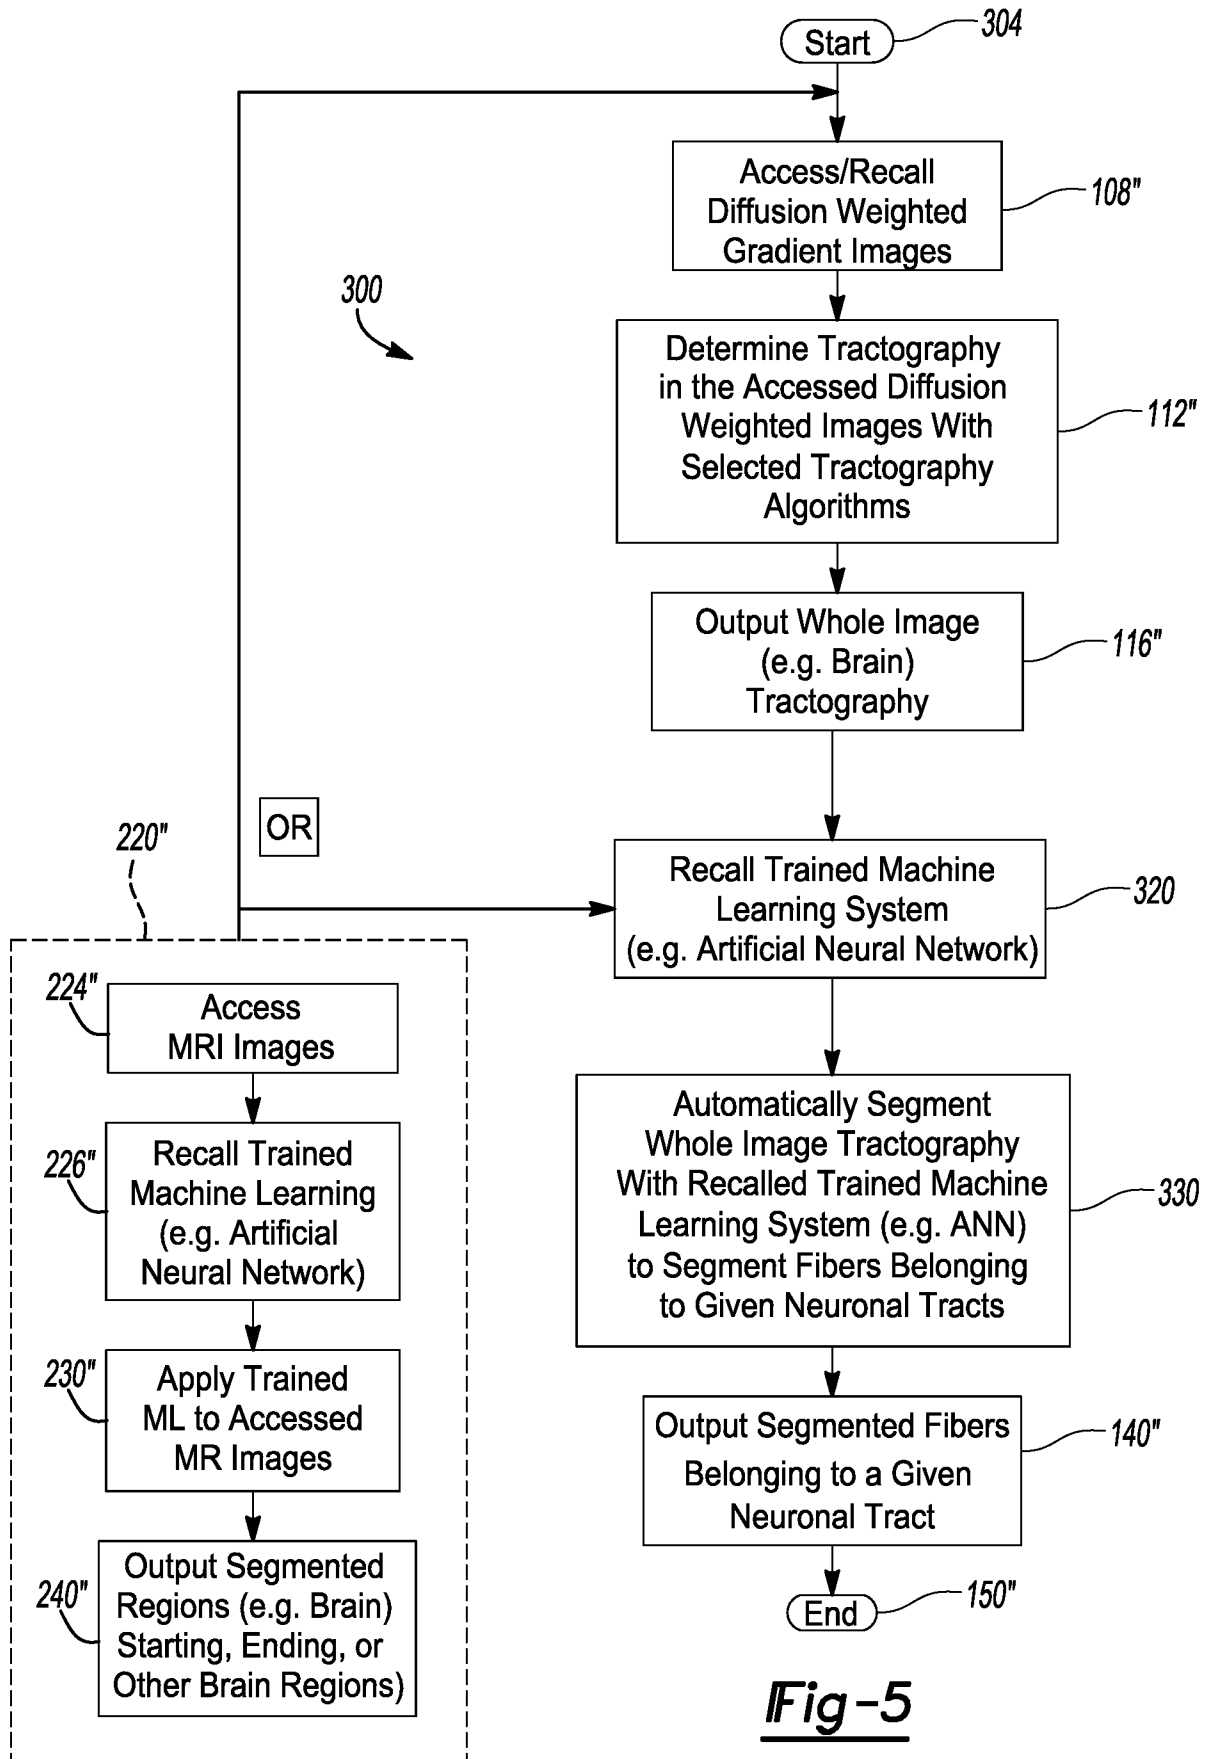 Start
304
Access/Recall
Diffusion Weighted
Gradient Images
108"
300
Determine Tractography
in the Accessed Diffusion
Weighted Images With
Selected Tractography
Algorithms
112"
Output Whole Image
(e.g. Brain)
Tractography
116"
OR
220"
Recall Trained Machine
Learning System
(e.g. Artificial Neural Network)
320
224"
Access
MRI Images
226"
Recall Trained
Machine Learning
(e.g. Artificial
Neural Network)
230"
Apply Trained
ML to Accessed
MR Images
240"
Output Segmented
Regions (e.g. Brain)
Starting, Ending, or
Other Brain Regions)
Automatically Segment
Whole Image Tractography
With Recalled Trained Machine
Learning System (e.g. ANN)
to Segment Fibers Belonging
to Given Neuronal Tracts
330
Output Segmented Fibers
Belonging to a Given
Neuronal Tract
140"
End
150"
Fig-5